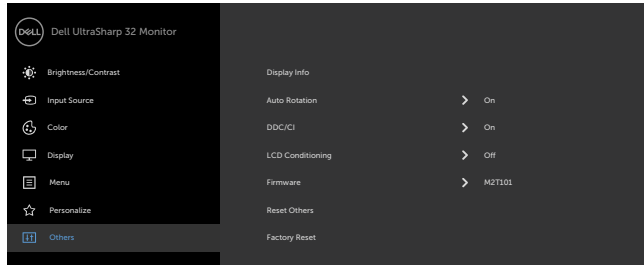 DELL Dell UltraSharp 32 Monitor
Brightness/Contrast
Input Source
Color
Display
Menu
Personalize
Others
Display Info
Auto Rotation On
DDC/CI On
LCD Conditioning Off
Firmware M2T101
Reset Others
Factory Reset